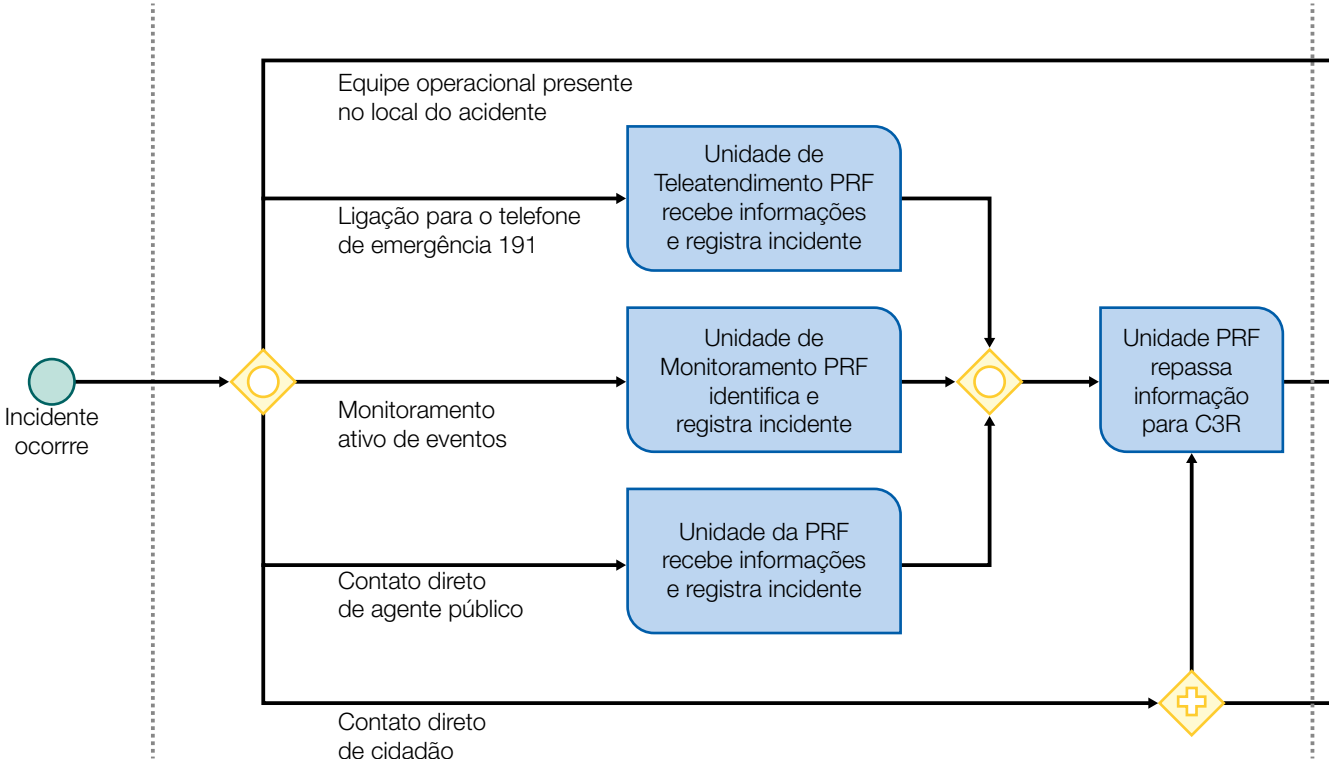 Equipe operacional presente
no local do acidente
Unidade de
Teleatendimento PRF
recebe informações
e registra incidente
Ligação para o telefone
de emergência 191
Unidade de
Monitoramento PRF
identifica e
registra incidente
Unidade PRF
repassa
informação
para C3R
Incidente
ocorrre
Monitoramento
ativo de eventos
Unidade da PRF
recebe informações
e registra incidente
Contato direto
de agente público
Contato direto
de cidadão